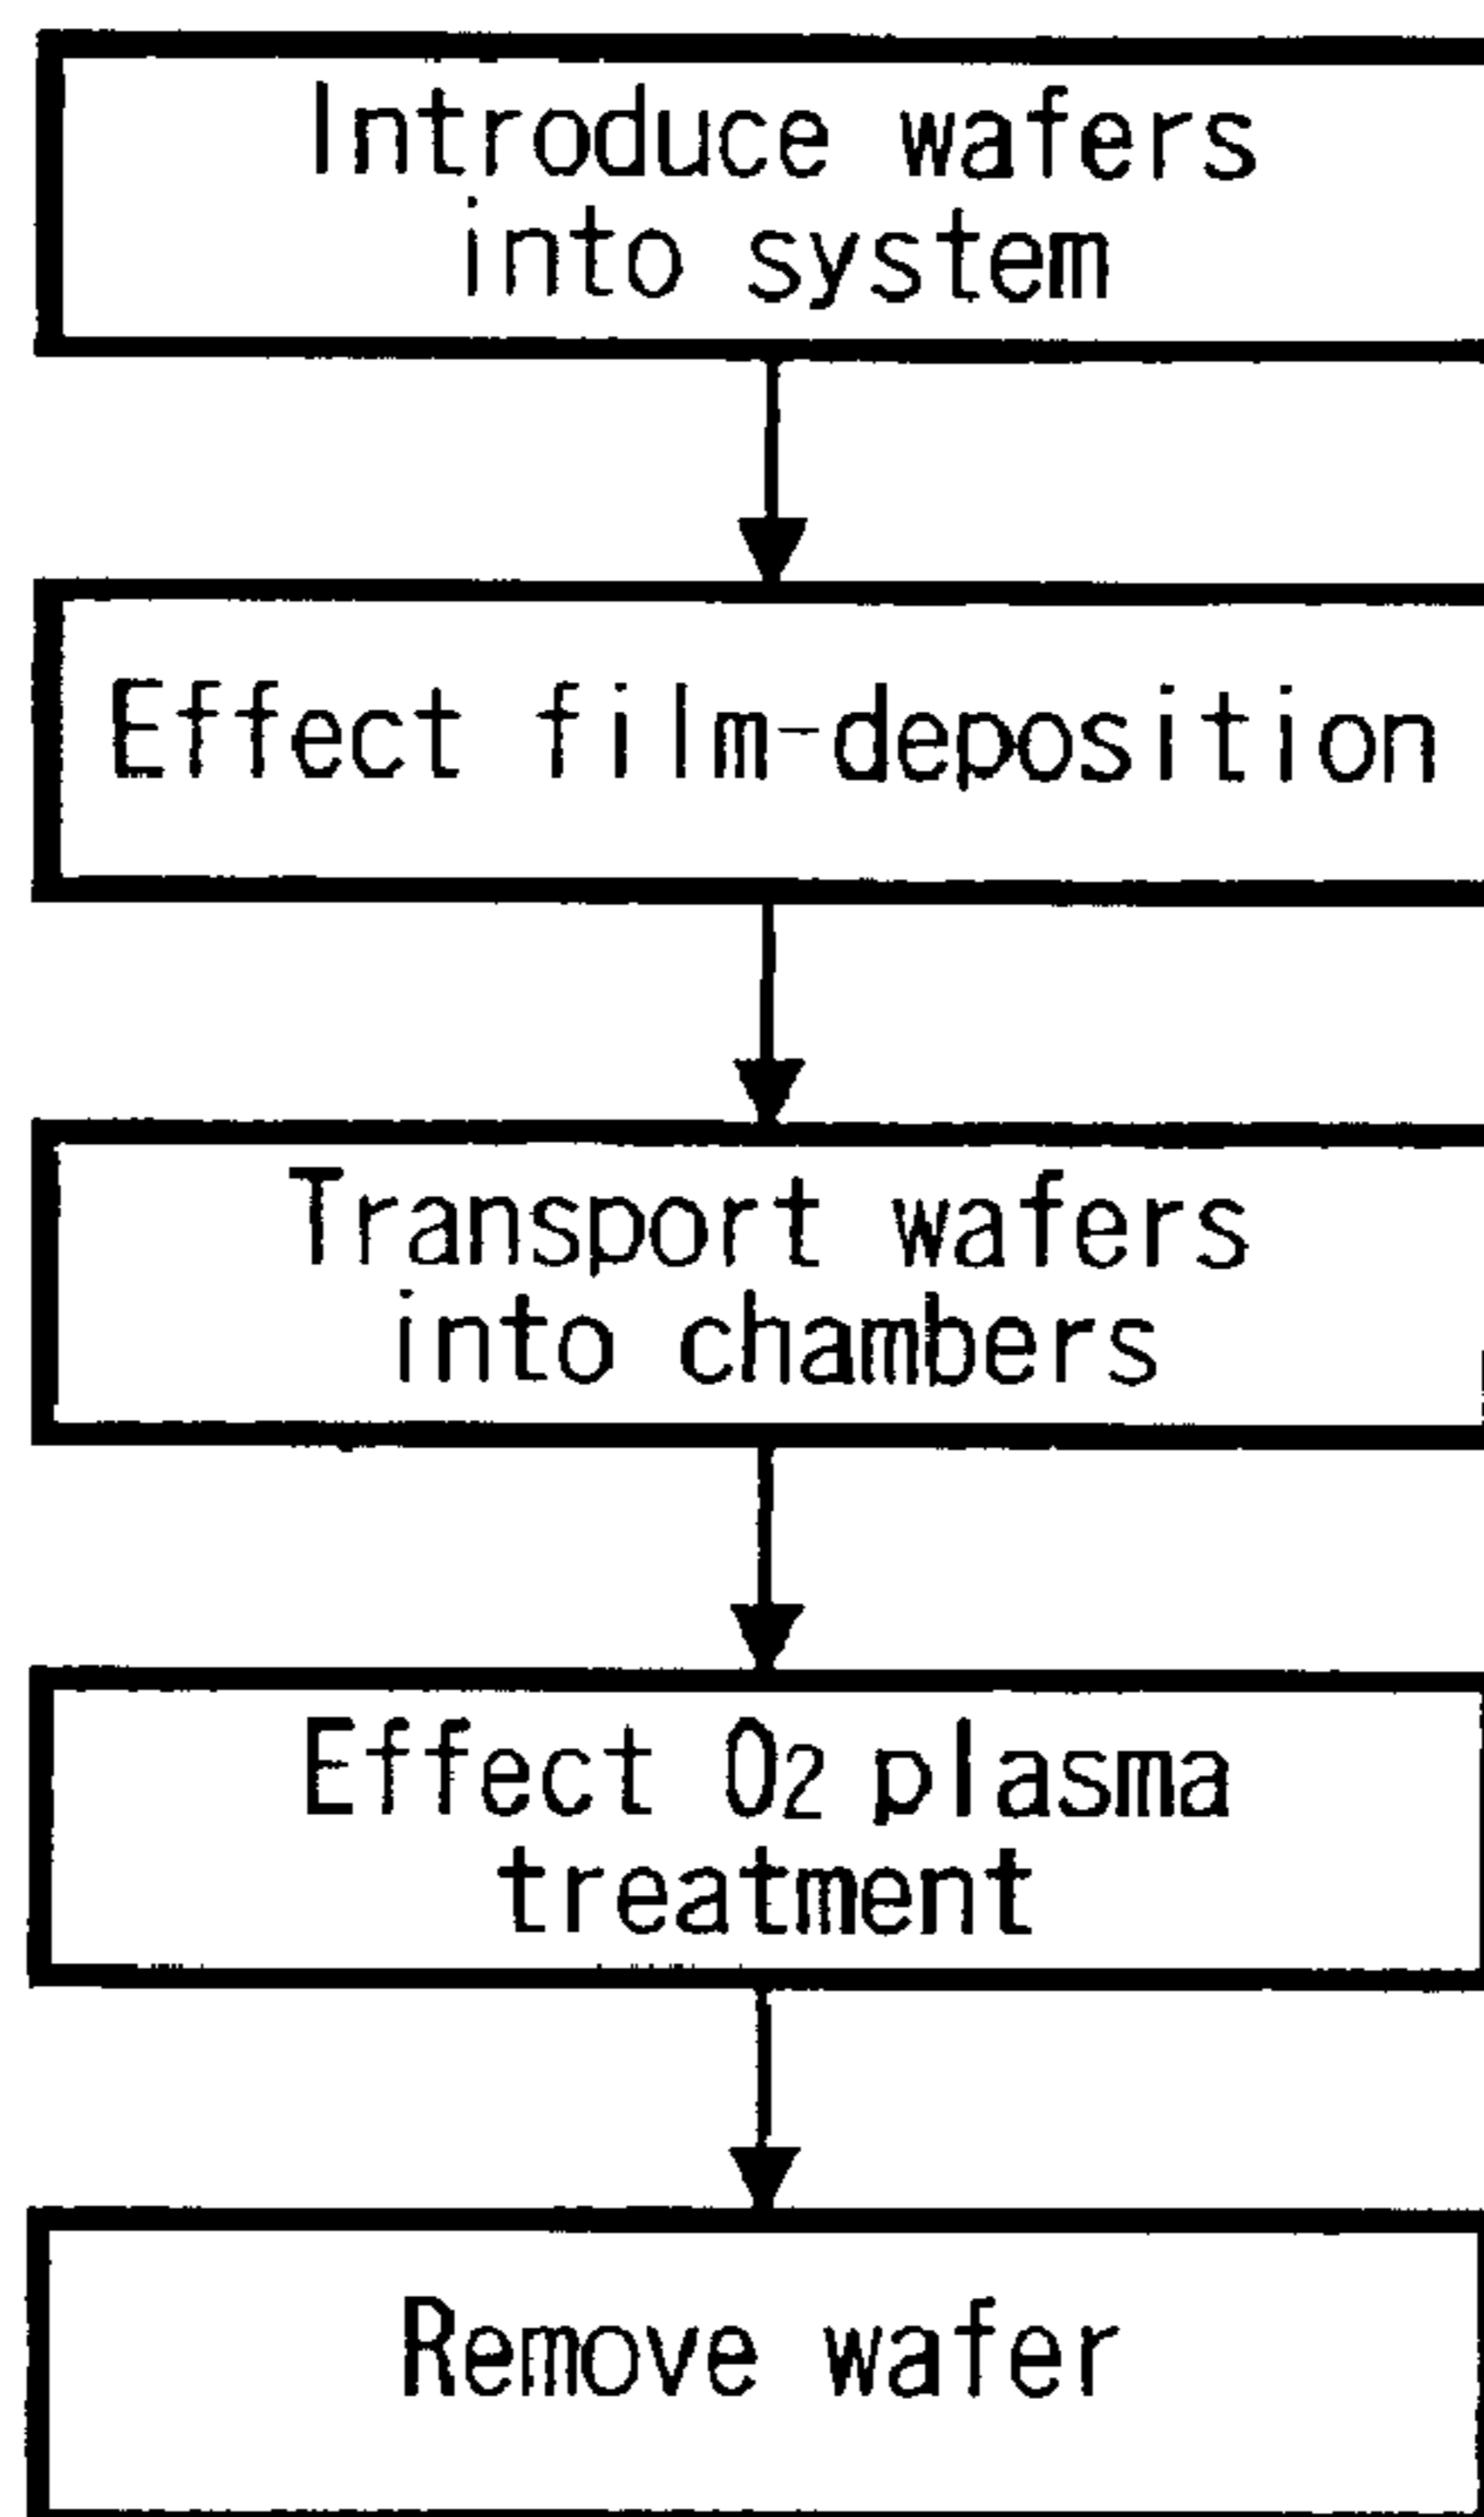 Introduce wafers
into system
Effect film-deposition
Transport wafers
into chambers
Effect O₂ plasma
treatment
Remove wafer